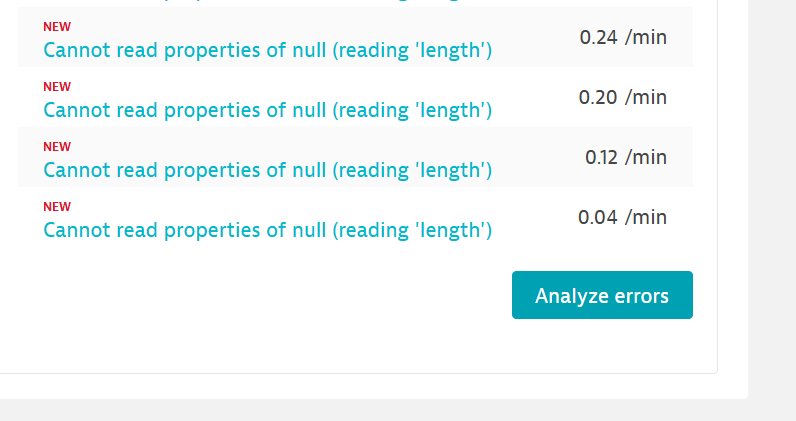 NEW
Cannot read properties of null (reading 'length')
0.24 /min
NEW
Cannot read properties of null (reading 'length')
0.20 /min
NEW
Cannot read properties of null (reading 'length')
0.12 /min
NEW
Cannot read properties of null (reading 'length')
0.04 /min
Analyze errors